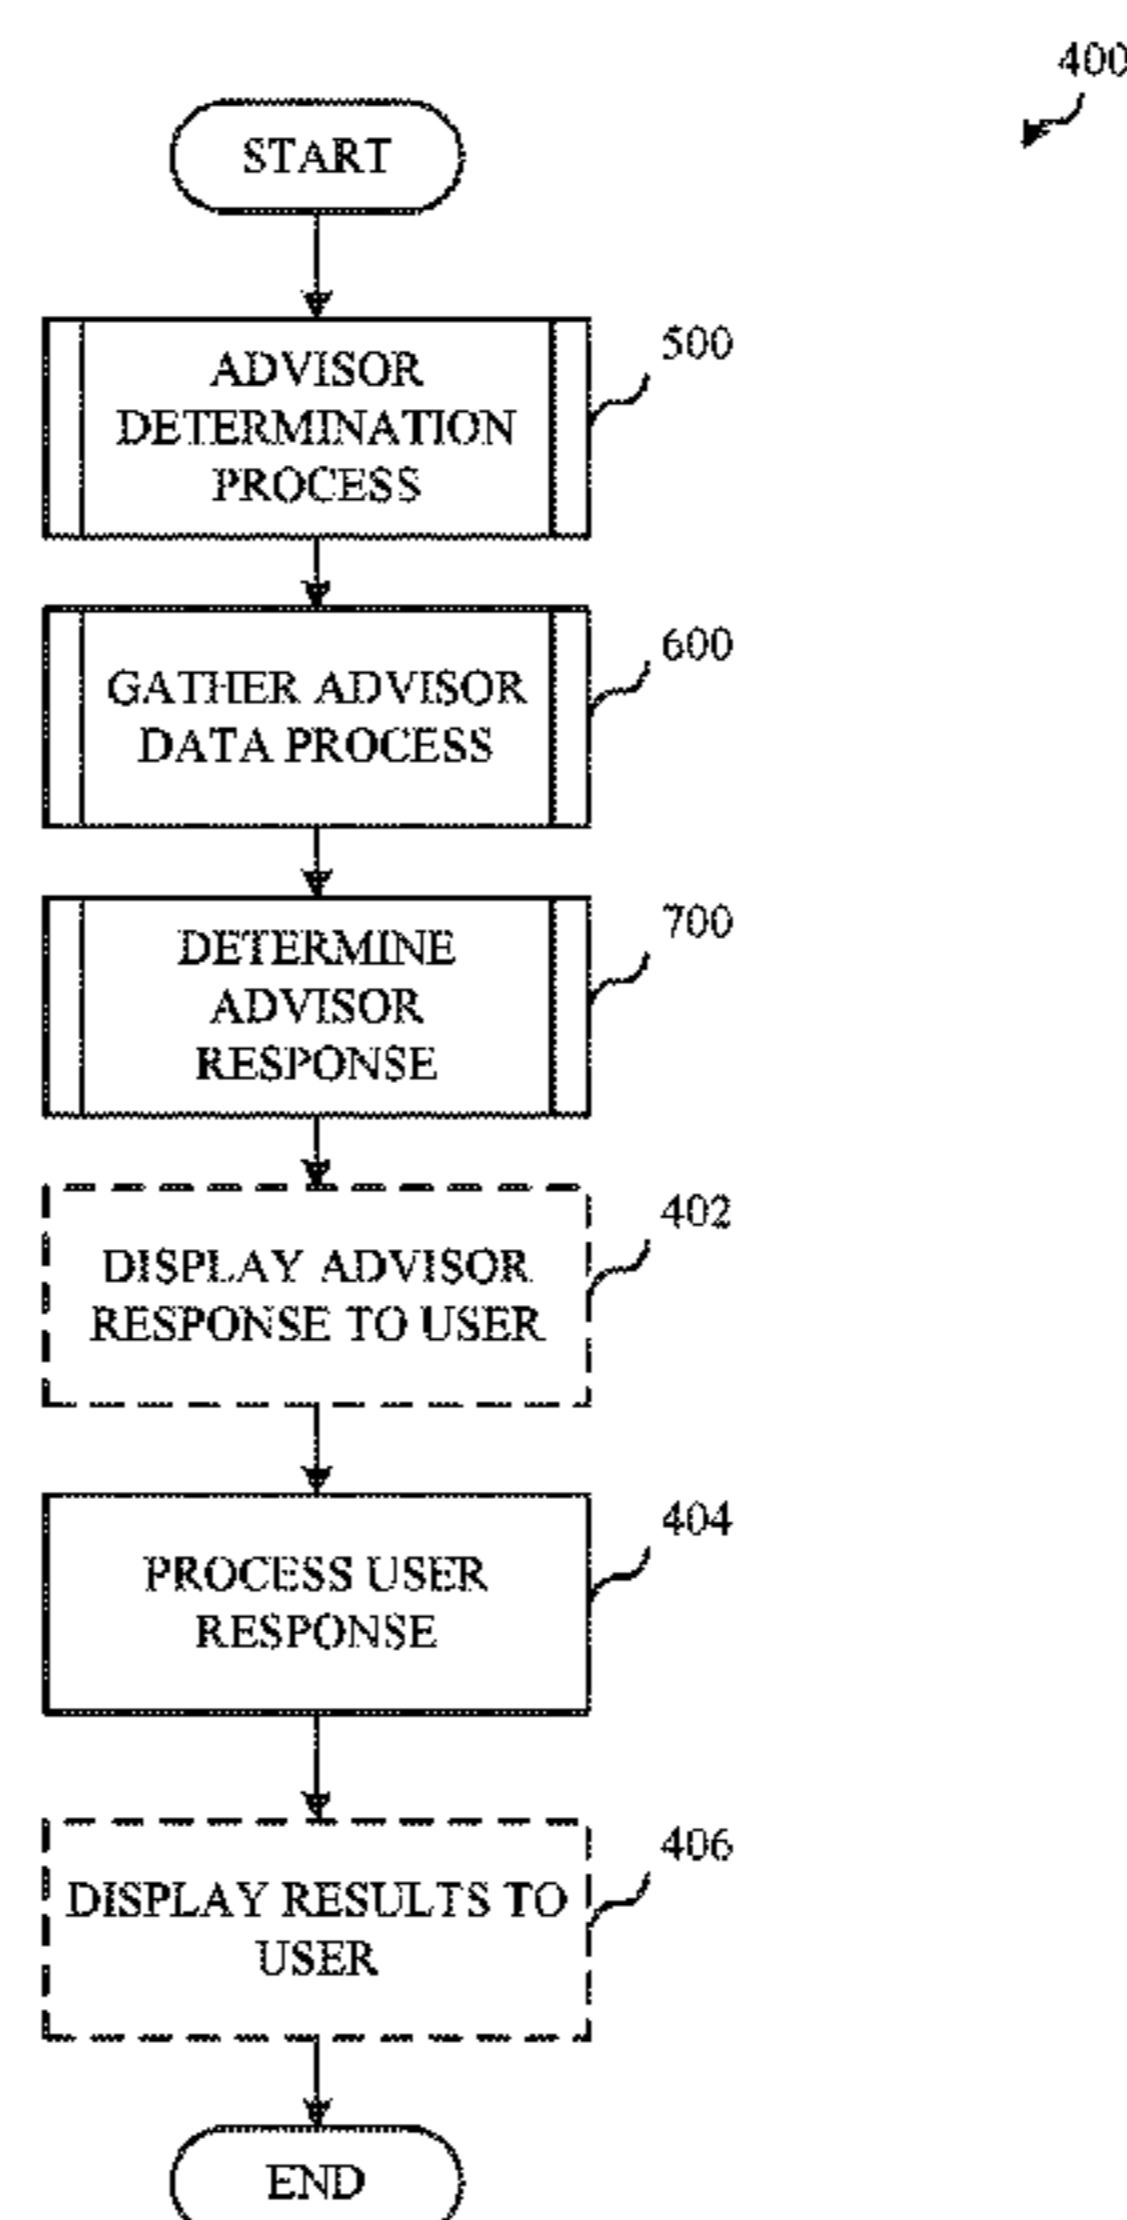 400
START
ADVISOR
DETERMINATION
PROCESS
500
GATHER ADVISOR
DATA PROCESS
600
DETERMINE
ADVISOR
RESPONSE
700
DISPLAY ADVISOR
RESPONSE TO USER
402
PROCESS USER
RESPONSE
404
DISPLAY RESULTS TO
USER
406
END